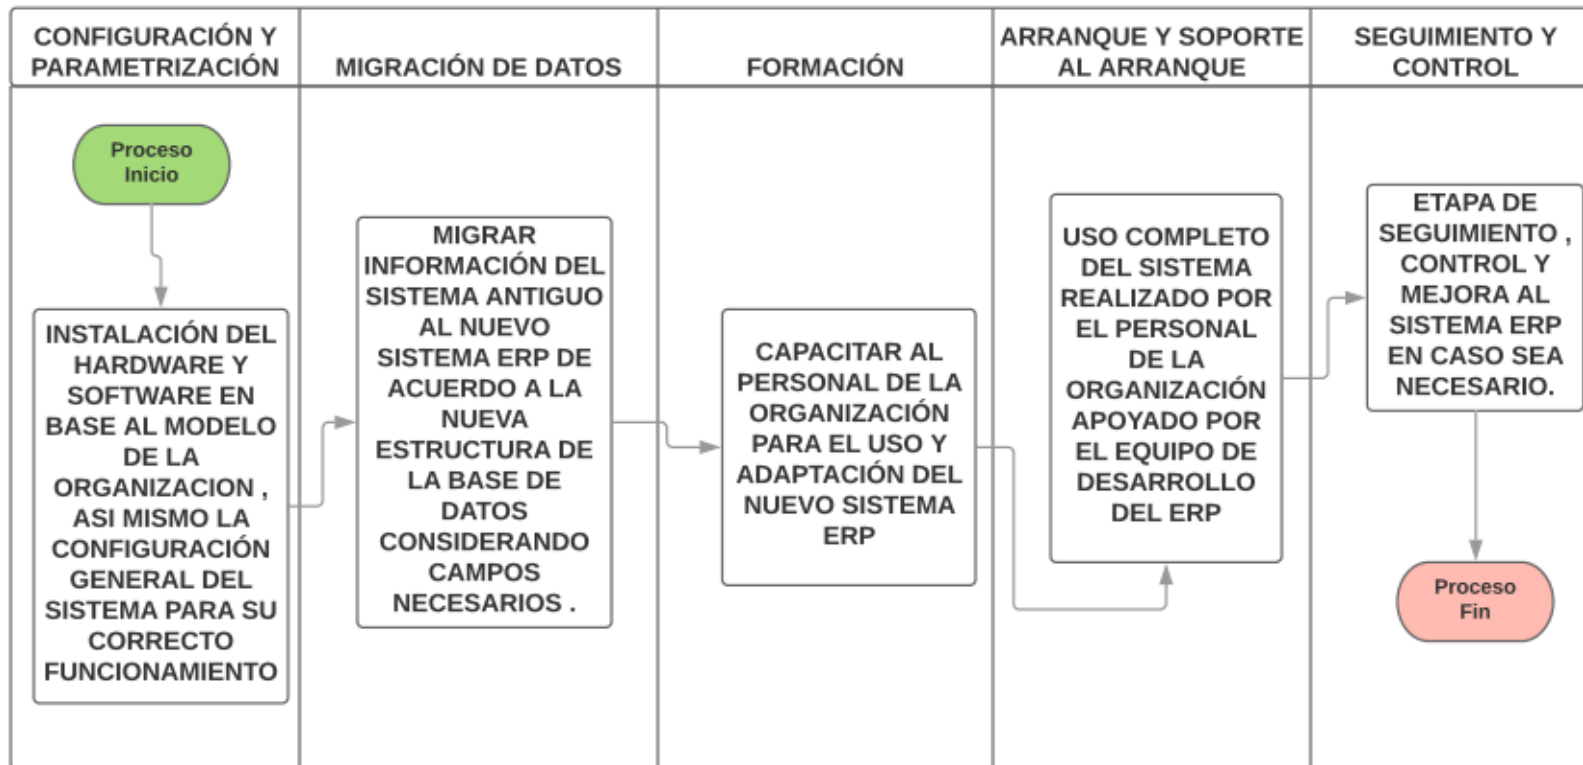 CONFIGURACIÓN Y
PARAMETRIZACIÓN
MIGRACIÓN DE DATOS
FORMACIÓN
ARRANQUE Y SOPORTE
AL ARRANQUE
SEGUIMIENTO Y
CONTROL
Proceso
Inicio
INSTALACIÓN DEL
HARDWARE Y
SOFTWARE EN
BASE AL MODELO
DE LA
ORGANIZACION ,
ASI MISMO LA
CONFIGURACIÓN
GENERAL DEL
SISTEMA PARA SU
CORRECTO
FUNCIONAMIENTO
MIGRAR
INFORMACIÓN DEL
SISTEMA ANTIGUO
AL NUEVO
SISTEMA ERP DE
ACUERDO A LA
NUEVA
ESTRUCTURA DE
LA BASE DE
DATOS
CONSIDERANDO
CAMPOS
NECESARIOS .
CAPACITAR AL
PERSONAL DE LA
ORGANIZACIÓN
PARA EL USO Y
ADAPTACIÓN DEL
NUEVO SISTEMA
ERP
USO COMPLETO
DEL SISTEMA
REALIZADO POR
EL PERSONAL
DE LA
ORGANIZACIÓN
APOYADO POR
EL EQUIPO DE
DESARROLLO
DEL ERP
ETAPA DE
SEGUIMIENTO ,
CONTROL Y
MEJORA AL
SISTEMA ERP
EN CASO SEA
NECESARIO.
Proceso
Fin